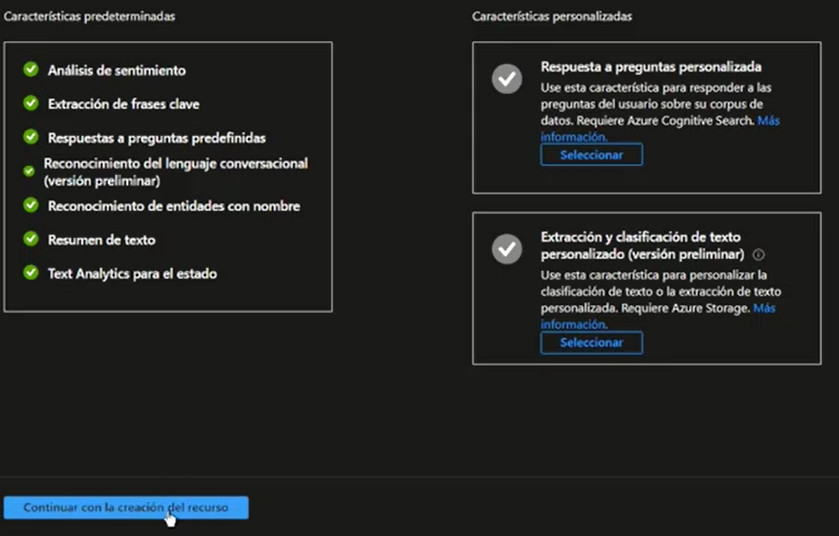 Características predeterminadas
Análisis de sentimiento
Extracción de frases clave
Respuestas a preguntas predefinidas
Reconocimiento del lenguaje conversacional
(versión preliminar)
Reconocimiento de entidades con nombre
Resumen de texto
Text Analytics para el estado
Características personalizadas
Respuesta a preguntas personalizada
Use esta característica para responder a las
preguntas del usuario sobre su corpus de
datos. Requiere Azure Cognitive Search. Más
información.
Seleccionar
Extracción y clasificación de texto
personalizado (versión preliminar)
Use esta característica para personalizar la
clasificación de texto o la extracción de texto
personalizada. Requiere Azure Storage. Más
información.
Seleccionar
Continuar con la creación del recurso